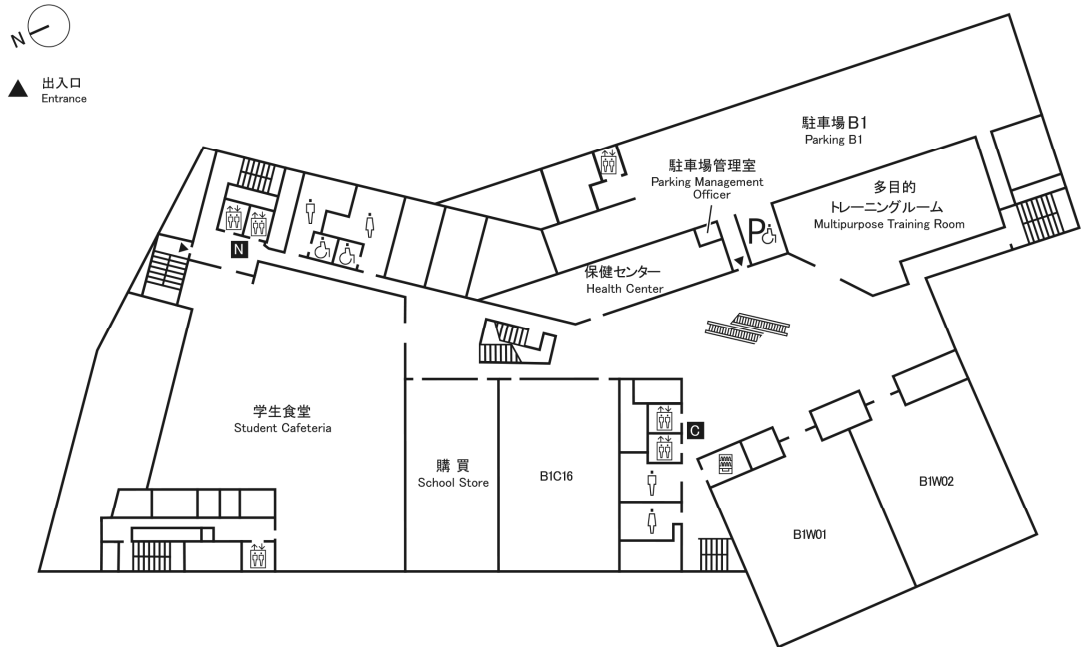 N
出入口
Entrance
駐車場 B1
Parking B1
駐車場管理室
Parking Management
Officer
多目的
トレーニングルーム
Multipurpose Training Room
P
保健センター
Health Center
N
学生食堂
Student Cafeteria
購 買
School Store
B1C16
C
B1W01
B1W02